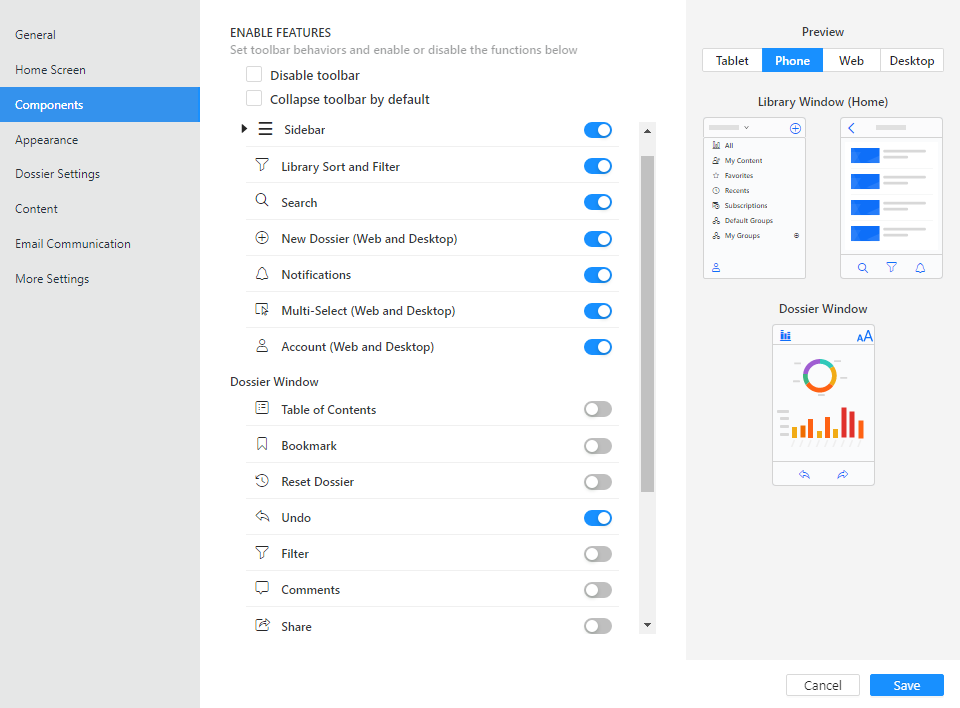 General
Home Screen
Components
Appearance
Dossier Settings
Content
Email Communication
More Settings
ENABLE FEATURES
Set toolbar behaviors and enable or disable the functions below
Disable toolbar
Collapse toolbar by default
Sidebar
Library Sort and Filter
Search
New Dossier (Web and Desktop)
Notifications
Multi-Select (Web and Desktop)
Account (Web and Desktop)
Dossier Window
Table of Contents
Bookmark
Reset Dossier
Undo
Filter
Comments
Share
Preview
Tablet Phone Web Desktop
Library Window (Home)
All
My Content
Favorites
Recents
Subscriptions
Default Groups
My Groups
Dossier Window
AA
Cancel Save